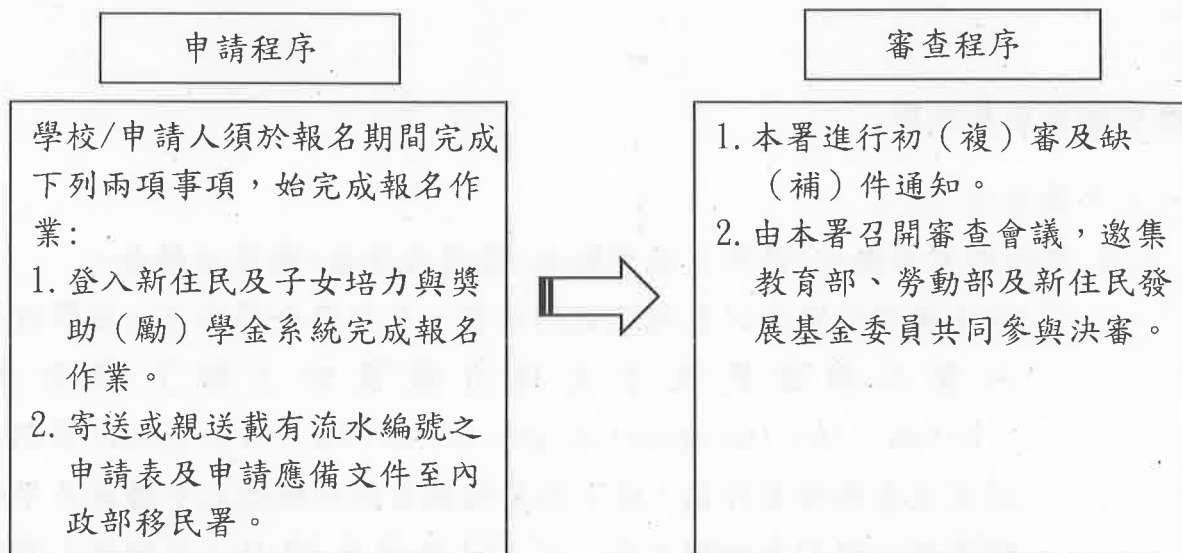 申請程序
學校/申請人須於報名期間完成
下列兩項事項，始完成報名作
業：
1. 登入新住民及子女培力與獎
助（勵）學金系統完成報名
作業。
2. 寄送或親送載有流水編號之
申請表及申請應備文件至內
政部移民署。
審查程序
1. 本署進行初（複）審及缺
（補）件通知。
2. 由本署召開審查會議，邀集
教育部、勞動部及新住民發
展基金委員共同參與決審。